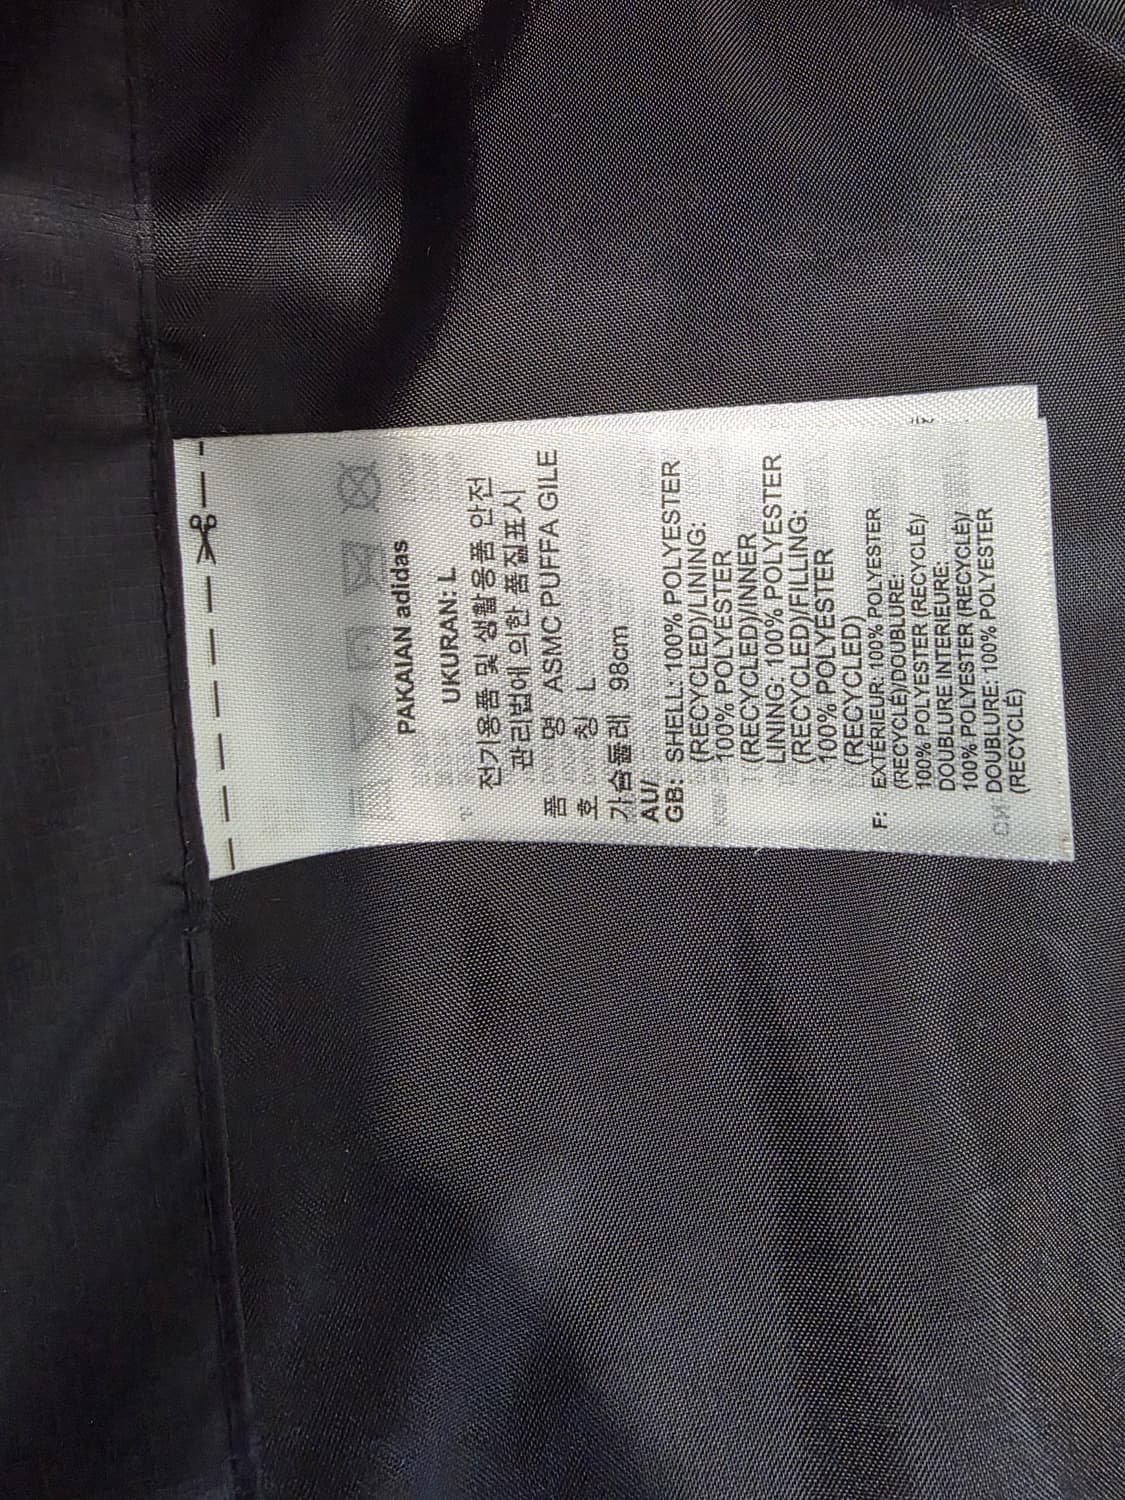 PAKAIAN adidas
UKURAN: L
전기용품 및 생활용품 안전
관리법에 의한 품질표시
품 명 ASMC PUFFA GILE
호 칭 L
가슴둘레 98cm
AU/
GB: SHELL: 100% POLYESTER
(RECYCLED)/LINING:
100% POLYESTER
(RECYCLED)/INNER
LINING: 100% POLYESTER
(RECYCLED)/FILLING:
100% POLYESTER
(RECYCLED)
F: EXTÉRIEUR: 100% POLYESTER
(RECYCLÉ)/DOUBLURE:
100% POLYESTER (RECYCLÉ)/
DOUBLURE INTERIEURE:
100% POLYESTER (RECYCLÉ)/
DOUBLURE: 100% POLYESTER
(RECYCLÉ)